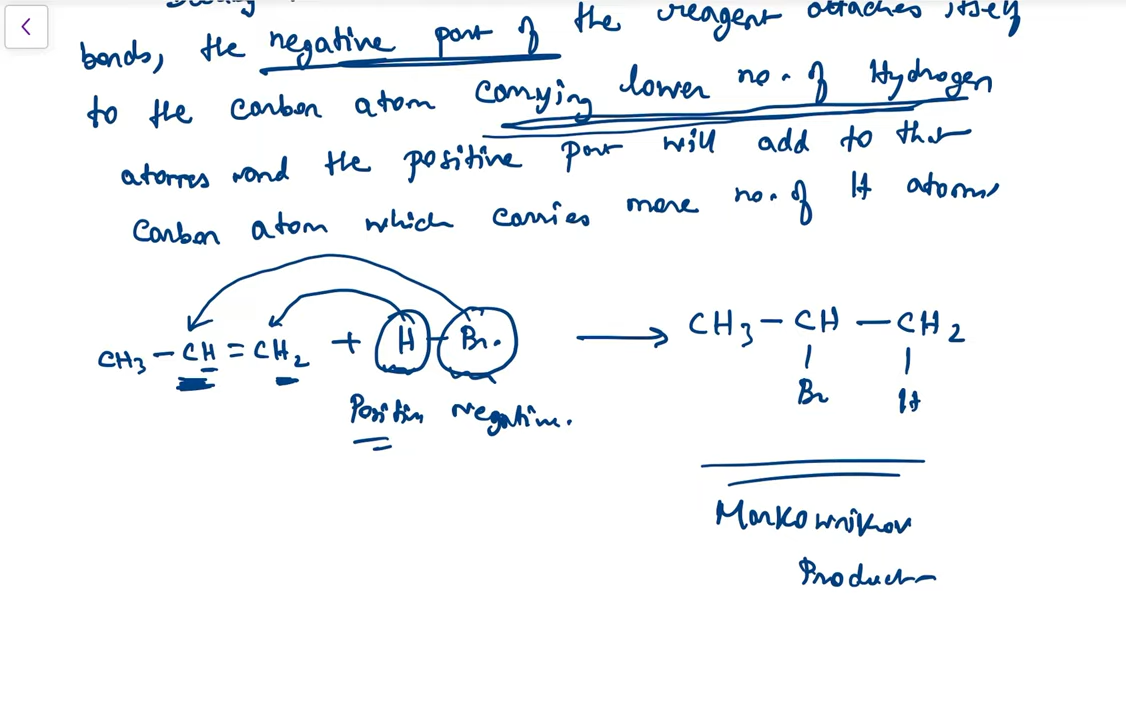 the reagent attaches itself
bonds, the negative part of
to the carbon atom carrying lower no. of Hydrogen
atoms and the positive part will add to that
Carbon atom which carries more no. of H atoms
CH3 - CH = CH2 + H - Br. → CH3 - CH - CH2
Br H
Positive negative.
Markownikov
Product